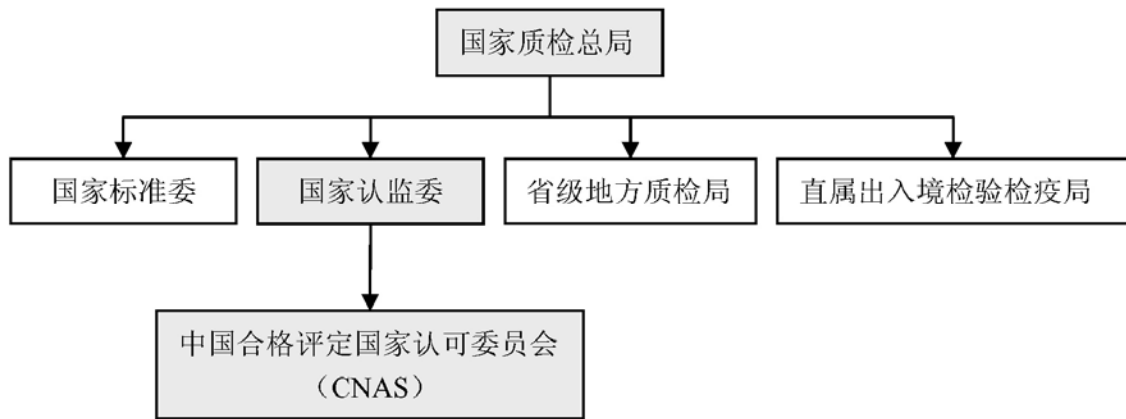 国家质检总局
国家标准委
国家认监委
省级地方质检局
直属出入境检验检疫局
中国合格评定国家认可委员会
（CNAS）